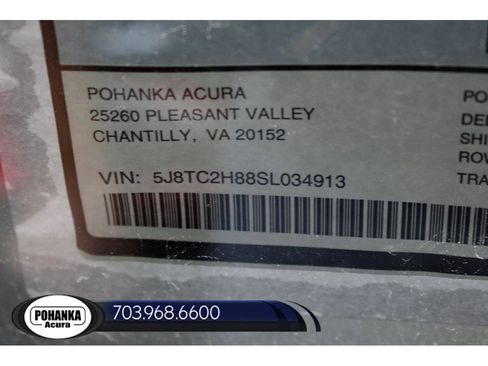 POHANKA ACURA
25260 PLEASANT VALLEY
CHANTILLY, VA 20152
VIN: 5J8TC2H88SL034913
PO
DEL
SHI
ROW
TRA
POHANKA
Acura
703.968.6600